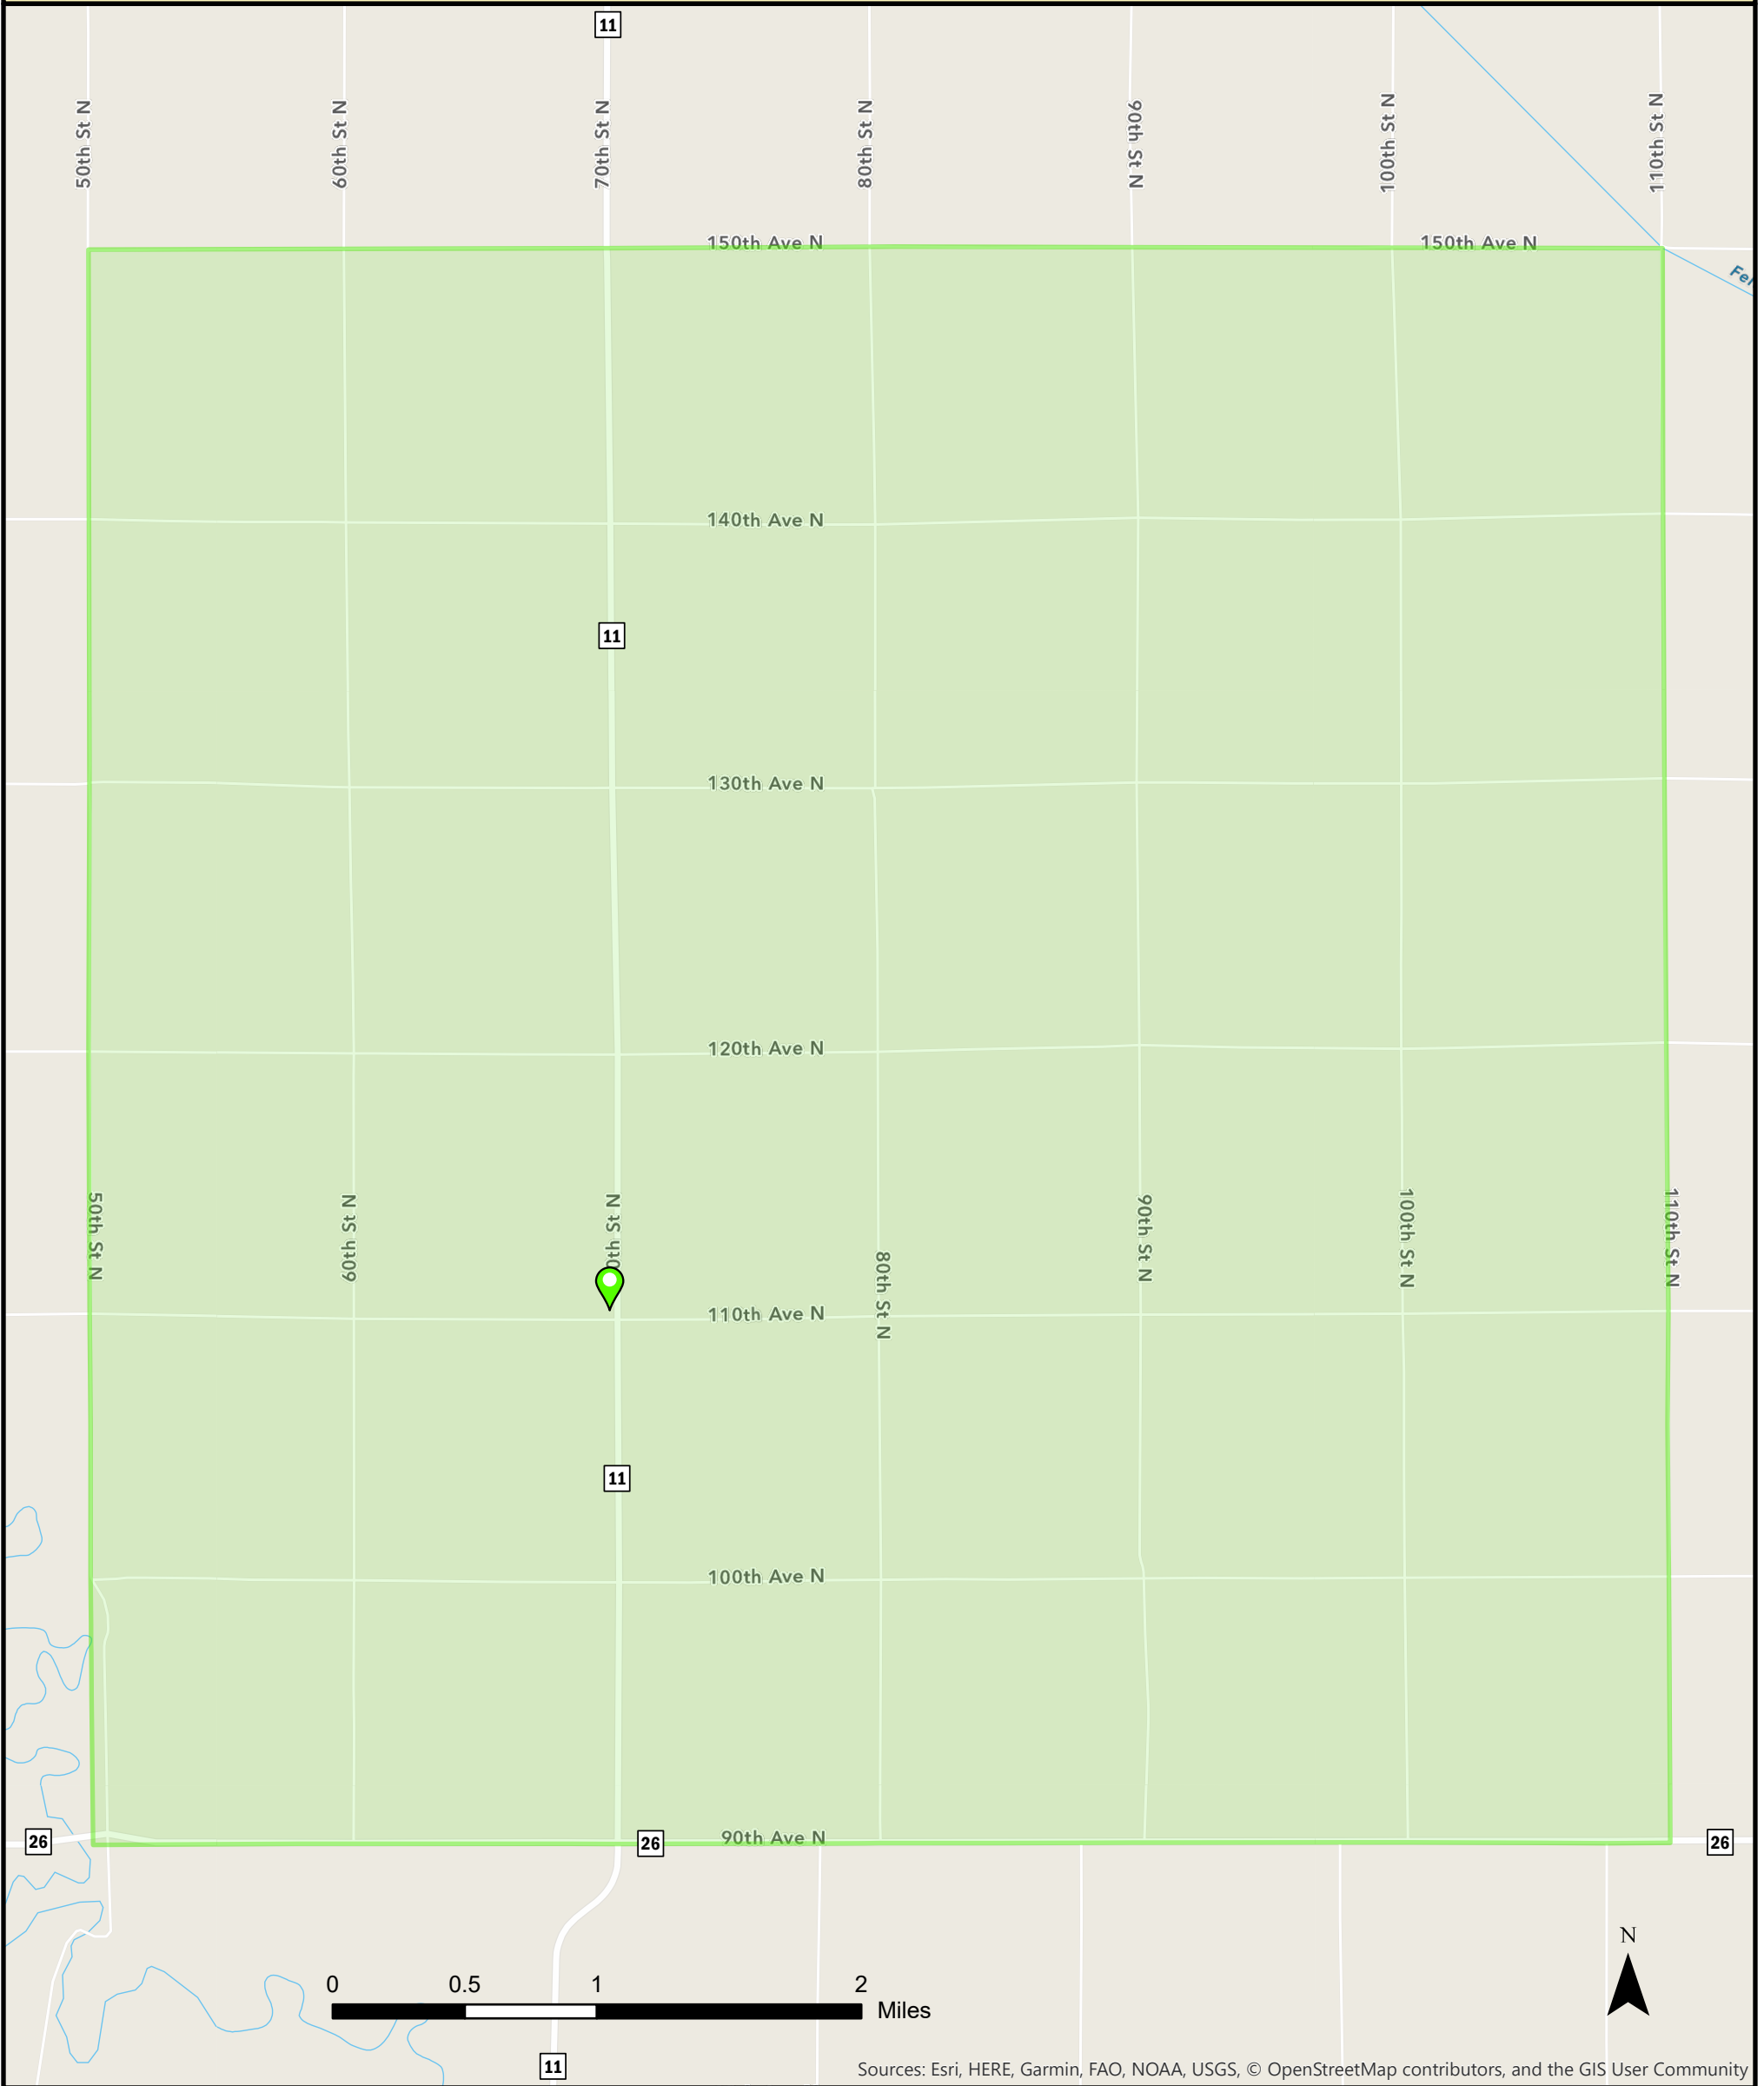 11
50th St N
60th St N
70th St N
80th St N
90th St N
100th St N
110th St N
150th Ave N
150th Ave N
140th Ave N
11
130th Ave N
120th Ave N
50th St N
60th St N
0th St N
80th St N
90th St N
100th St N
110th St N
110th Ave N
11
100th Ave N
26
26
90th Ave N
26
N
0
0.5
1
2
Miles
11
Sources: Esri, HERE, Garmin, FAO, NOAA, USGS, © OpenStreetMap contributors, and the GIS User Community